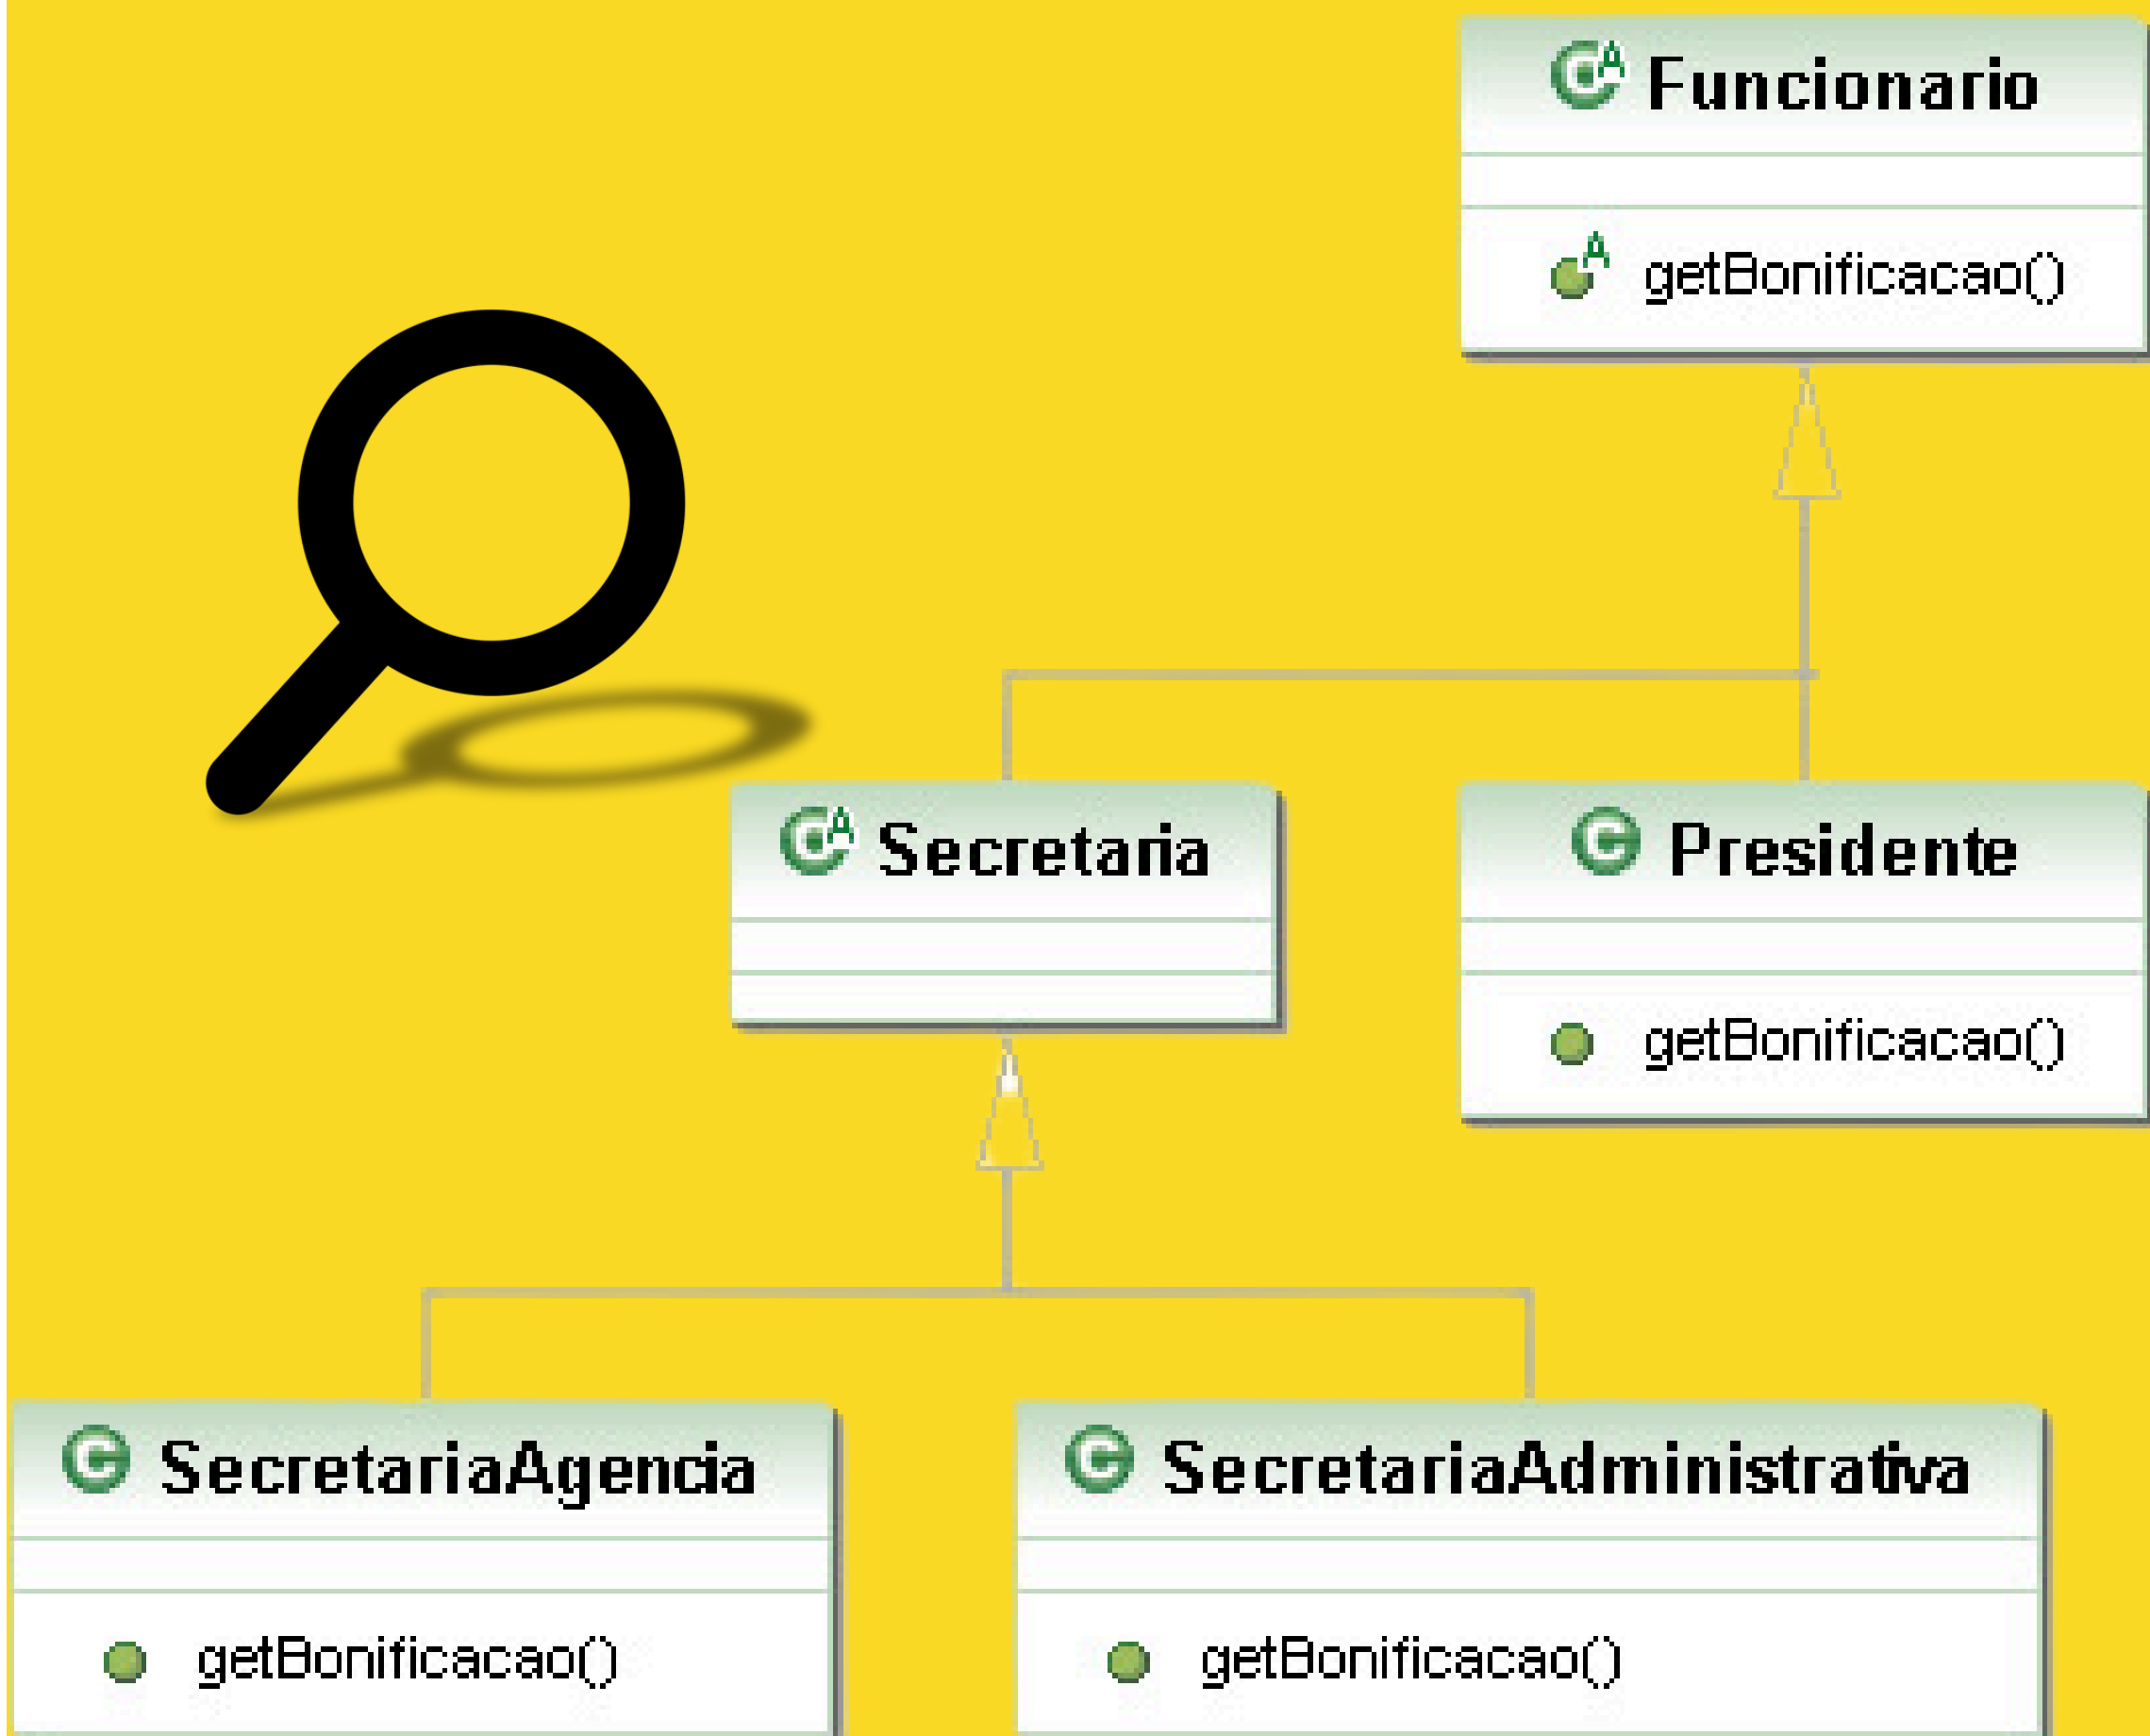 Funcionario
getBonificacao()
Secretaria
Presidente
getBonificacao()
SecretariaAgencia
SecretariaAdministrativa
getBonificacao()
getBonificacao()